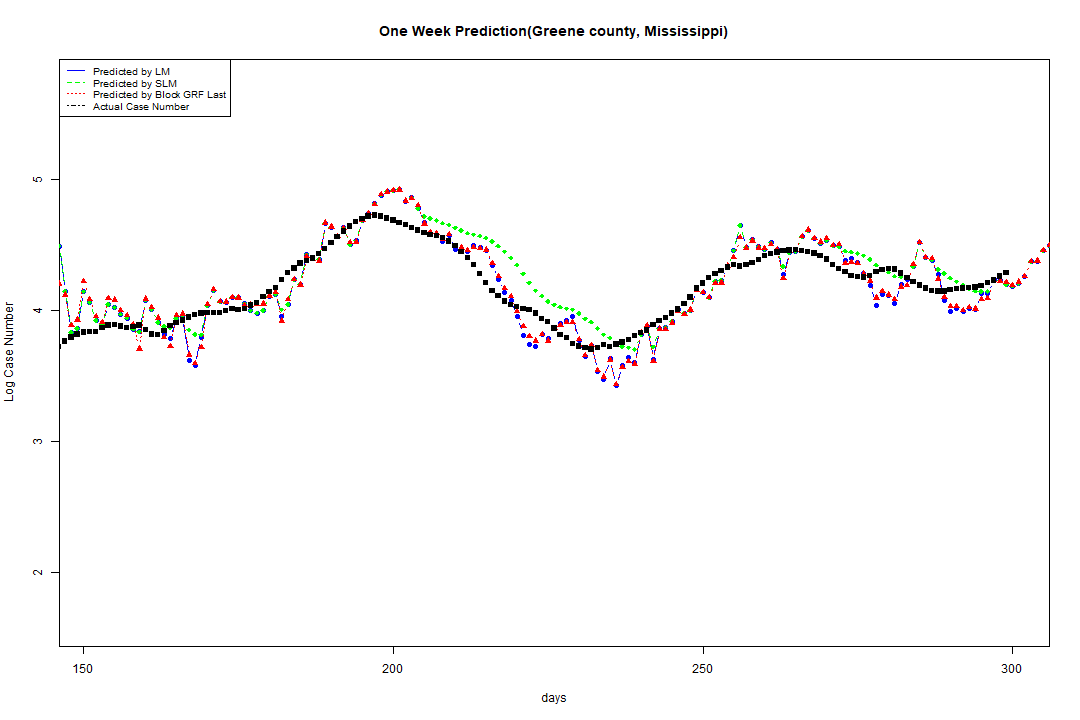 One Week Prediction(Greene county, Mississippi)
Predicted by LM
Predicted by SLM
Predicted by Block GRF Last
Actual Case Number
Log Case Number
5
4
3
2
150 200 250 300
days